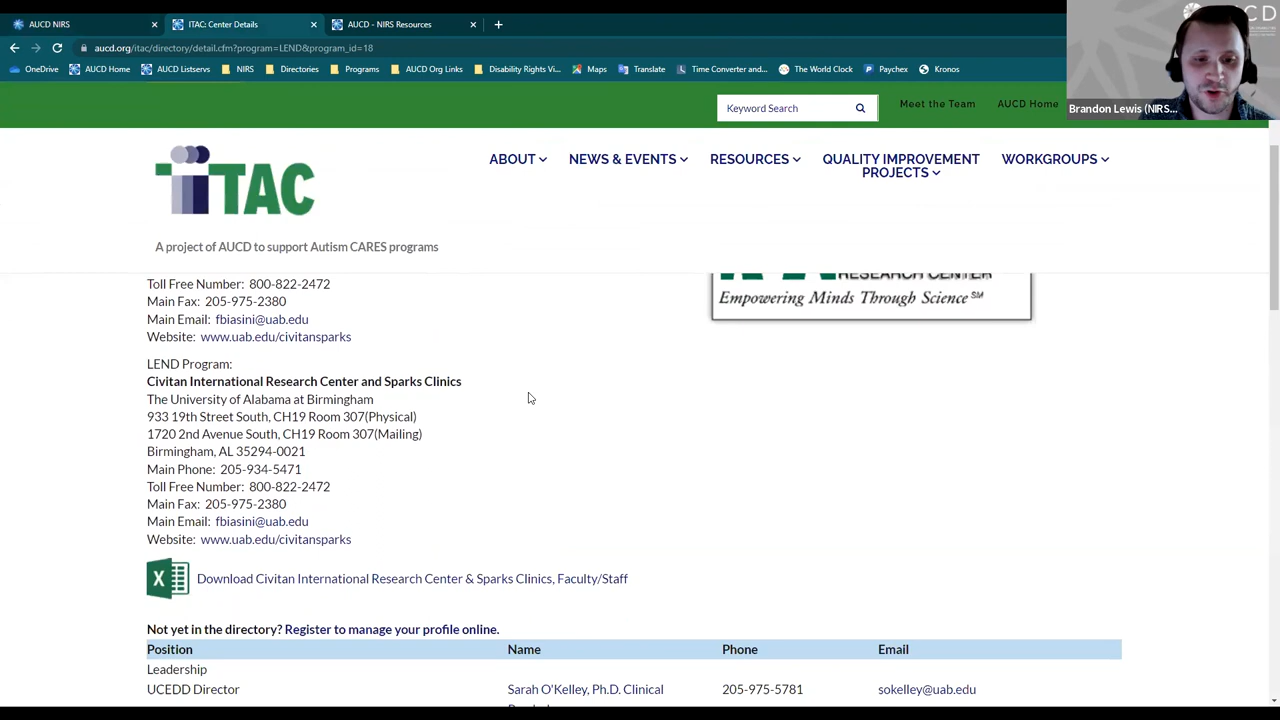 AUCD NIRS
ITAC: Center Details
AUCD - NIRS Resources
aucd.org/itac/directory/detail.cfm?program=LEND&program_id=18
OneDrive AUCD Home AUCD Listservs NIRS Directories Programs AUCD Org Links Disability Rights Vi... Maps Translate Time Converter and... The World Clock Paychex Kronos
CD
Brandon Lewis (NIRS...
Keyword Search
Meet the Team
AUCD Home
iTAC
A project of AUCD to support Autism CARES programs
ABOUT
NEWS & EVENTS
RESOURCES
QUALITY IMPROVEMENT
PROJECTS
WORKGROUPS
RESEARCH CENTER
Empowering Minds Through Science SM
Toll Free Number: 800-822-2472
Main Fax: 205-975-2380
Main Email: fbiasini@uab.edu
Website: www.uab.edu/civitansparks
LEND Program:
Civitan International Research Center and Sparks Clinics
The University of Alabama at Birmingham
933 19th Street South, CH19 Room 307(Physical)
1720 2nd Avenue South, CH19 Room 307(Mailing)
Birmingham, AL 35294-0021
Main Phone: 205-934-5471
Toll Free Number: 800-822-2472
Main Fax: 205-975-2380
Main Email: fbiasini@uab.edu
Website: www.uab.edu/civitansparks
Download Civitan International Research Center & Sparks Clinics, Faculty/Staff
Not yet in the directory? Register to manage your profile online.
Position Name Phone Email
Leadership
UCEDD Director Sarah O'Kelley, Ph.D. Clinical 205-975-5781 sokelley@uab.edu